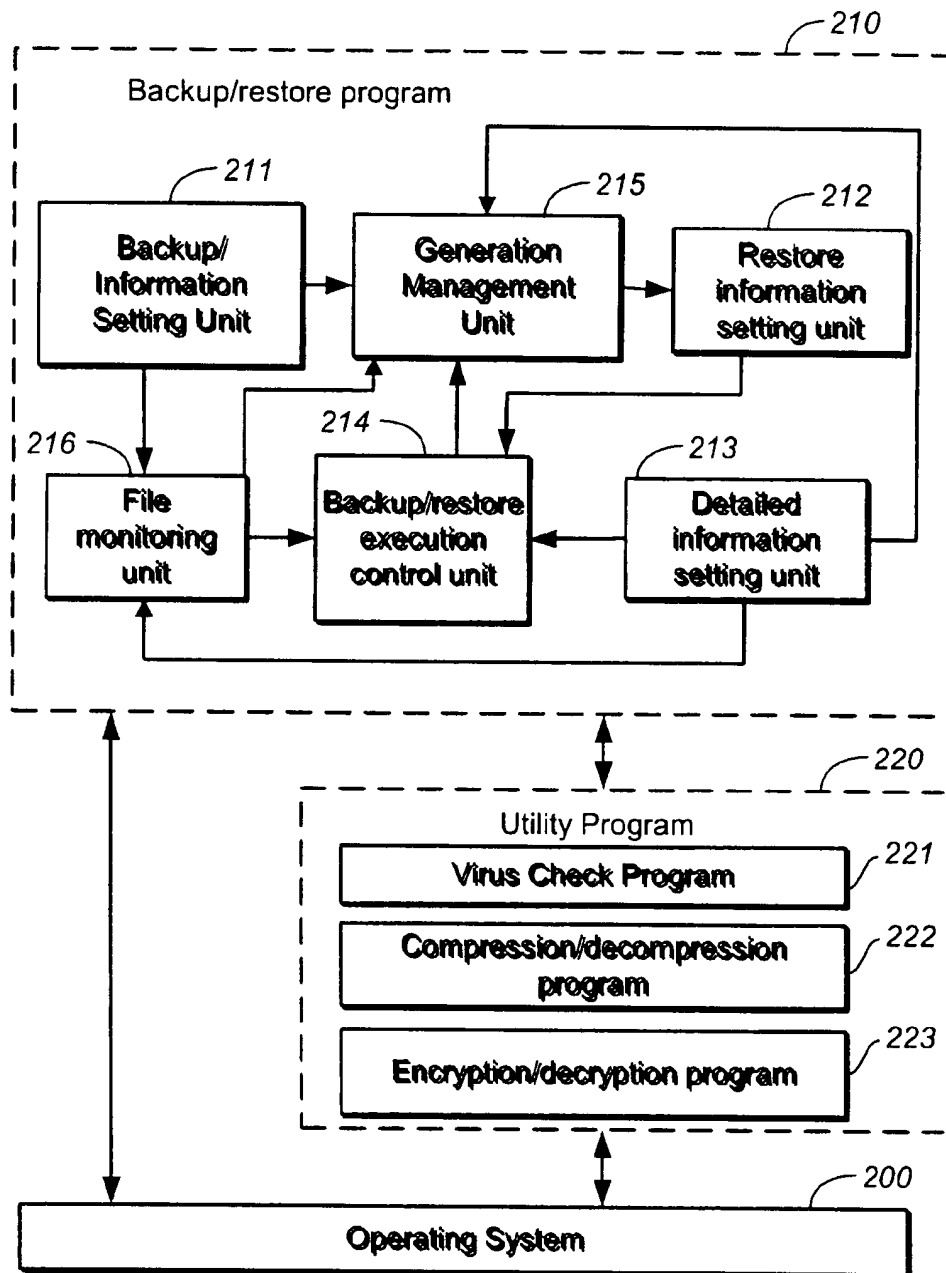 210
Backup/restore program
211
215
212
Backup/
Information
Setting Unit
Generation
Management
Unit
Restore
information
setting unit
216
214
213
File
monitoring
unit
Backup/restore
execution
control unit
Detailed
information
setting unit
220
Utility Program
Virus Check Program
221
Compression/decompression
program
222
Encryption/decryption program
223
200
Operating System